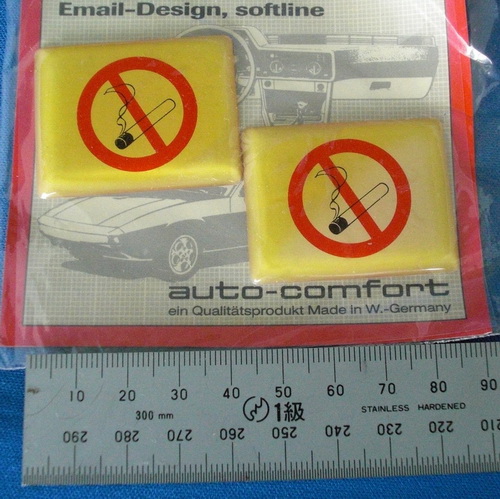 Email-Design, softline
auto-comfort
ein Qualitätsprodukt Made in W.-Germany
10 20 30 40 50 60 70 80 90
300 mm 1級 STAINLESS HARDENED
290 280 270 260 250 240 230 220 210